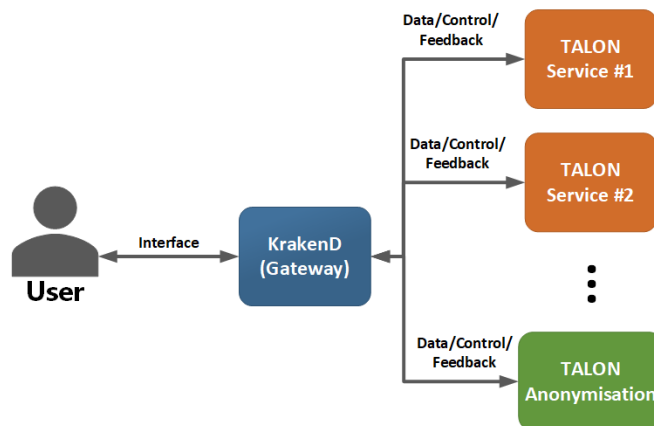 Data/Control/
Feedback
TALON
Service #1
Data/Control/
Feedback
TALON
Service #2
Interface
KrakenD
(Gateway)
User
Data/Control/
Feedback
TALON
Anonymisation